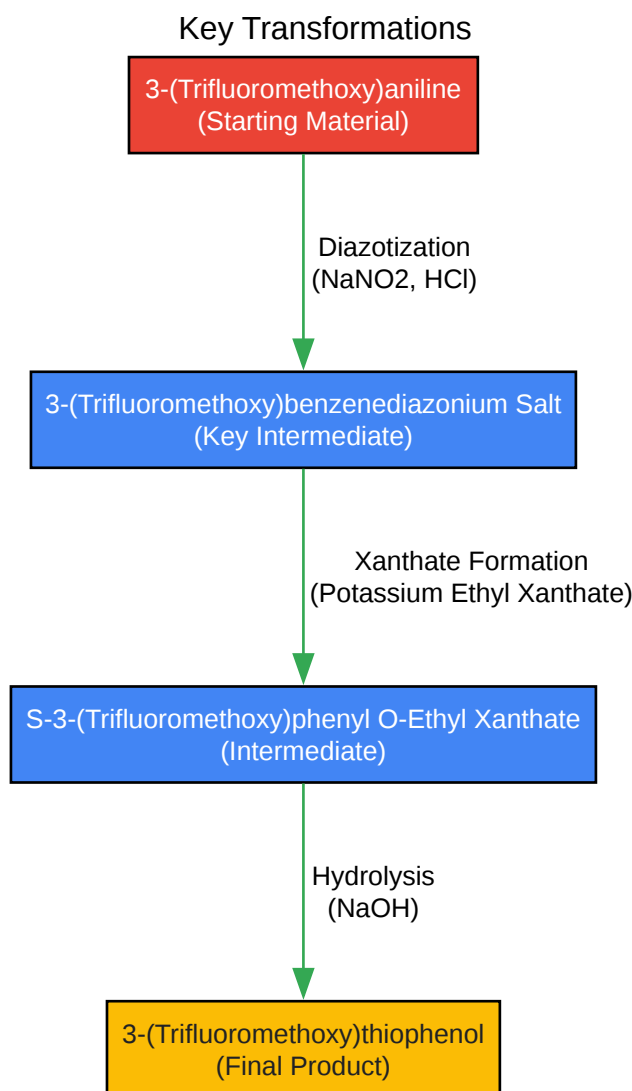 Key Transformations
3-(Trifluoromethoxy)aniline
(Starting Material)
Diazotization
(NaNO2, HCl)
3-(Trifluoromethoxy)benzenediazonium Salt
(Key Intermediate)
Xanthate Formation
(Potassium Ethyl Xanthate)
S-3-(Trifluoromethoxy)phenyl O-Ethyl Xanthate
(Intermediate)
Hydrolysis
(NaOH)
3-(Trifluoromethoxy)thiophenol
(Final Product)